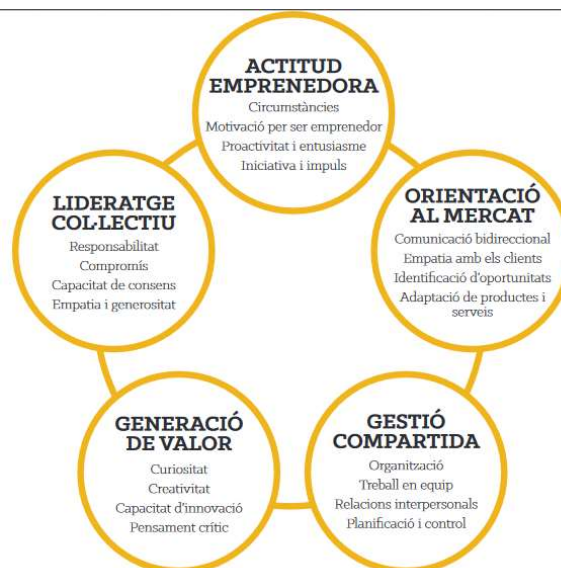 ACTITUD
EMPRENEDORA
Circumstàncies
Motivació per ser emprenedor
Proactivitat i entusiasme
Iniciativa i impuls
ORIENTACIÓ
AL MERCAT
Comunicació bidireccional
Empatia amb els clients
Identificació d'oportunitats
Adaptació de productes i
serveis
GESTIÓ
COMPARTIDA
Organització
Treball en equip
Relacions interpersonals
Planificació i control
GENERACIÓ
DE VALOR
Curiositat
Creativitat
Capacitat d'innovació
Pensament crític
LIDERATGE
COL·LECTIU
Responsabilitat
Compromís
Capacitat de consens
Empatia i generositat